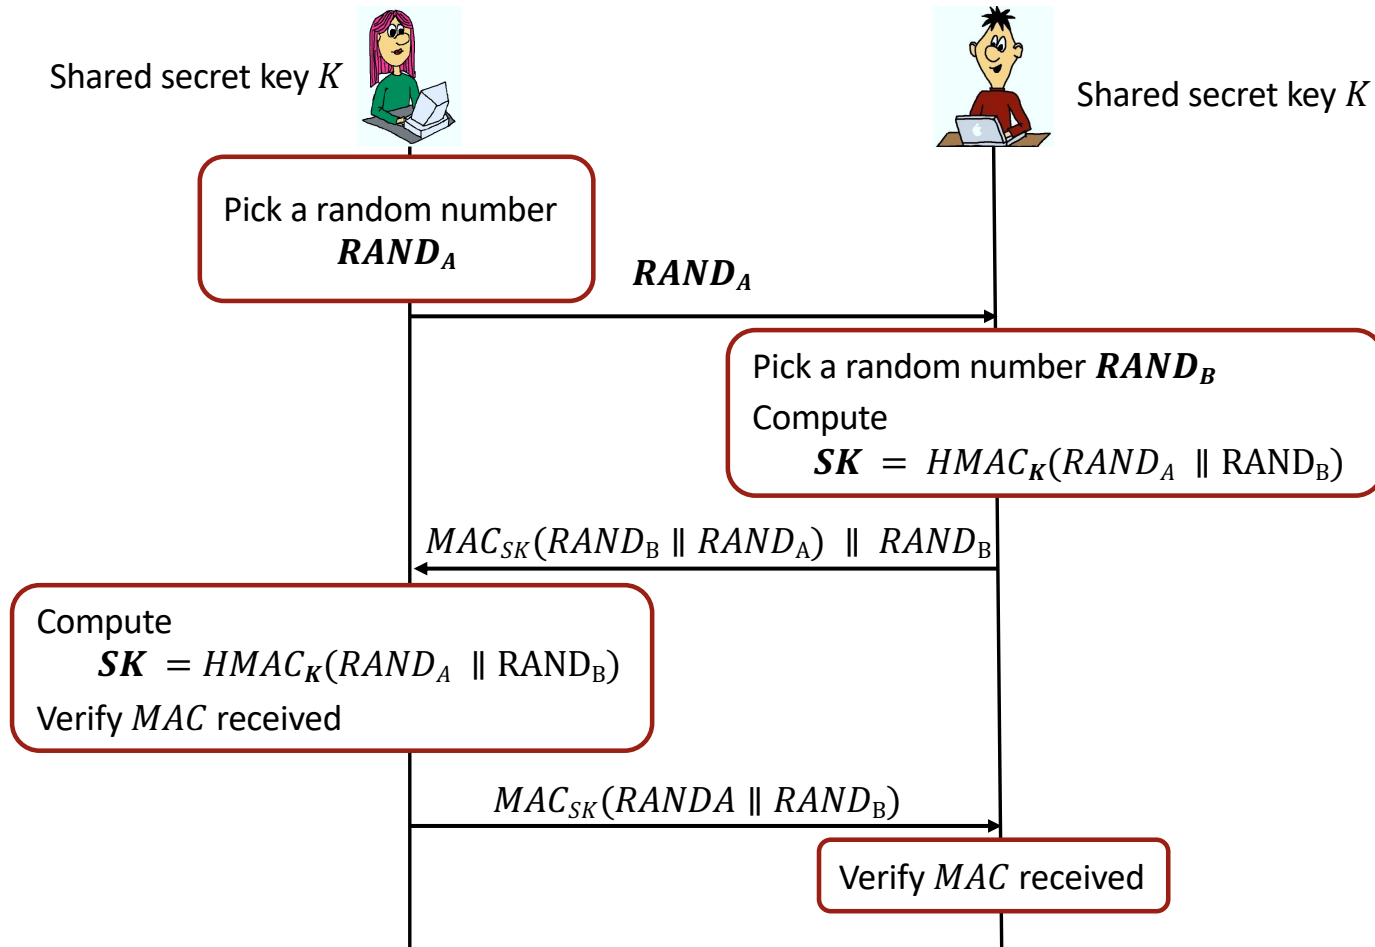 Shared secret key K
Shared secret key K
Pick a random number
RAND_A
RAND_A
Pick a random number RAND_B
Compute
SK = HMAC_K(RAND_A ∥ RAND_B)
MAC_SK(RAND_B ∥ RAND_A) ∥ RAND_B
Compute
SK = HMAC_K(RAND_A ∥ RAND_B)
Verify MAC received
MAC_SK(RANDA ∥ RAND_B)
Verify MAC received